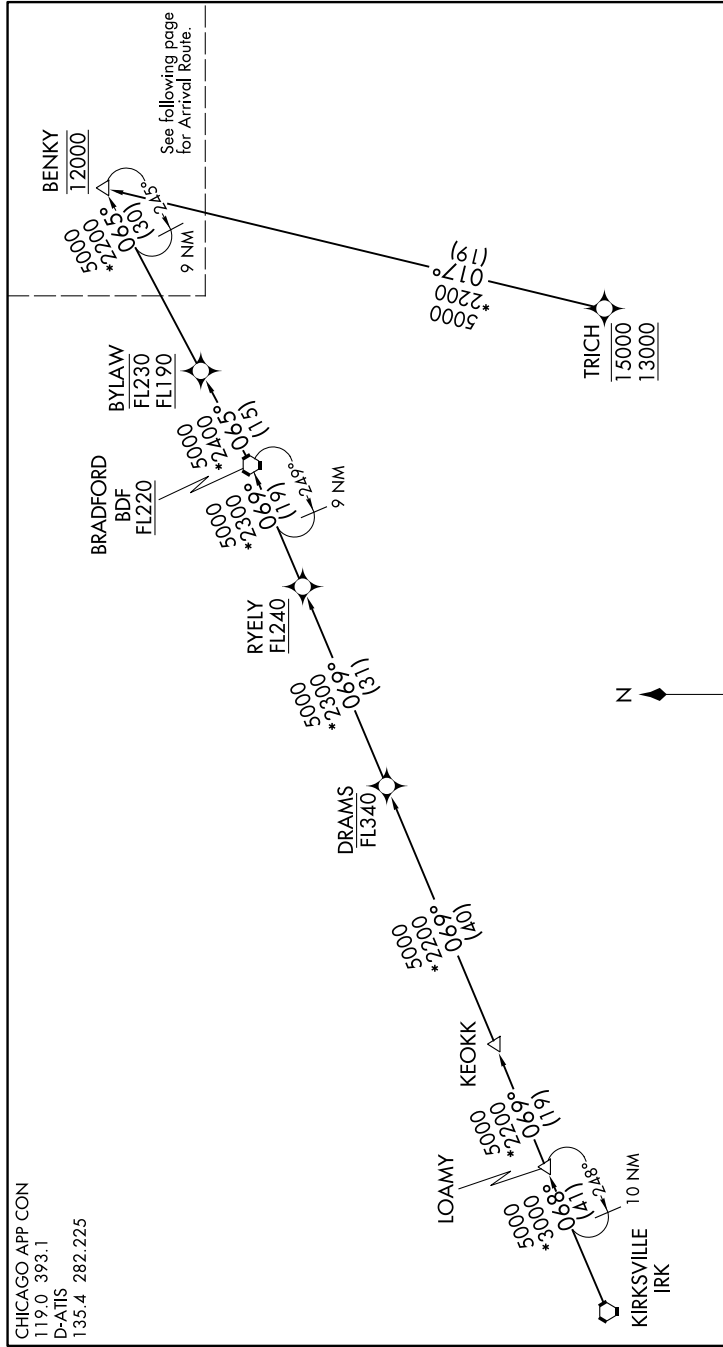 CHICAGO APP CON
119.0 393.1
D-ATIS
135.4 282.225
KIRKSVILLE
IRK
5000
*3000
068°
(41)
248°
10 NM
LOAMY
5000
*2200
069°
(19)
KEOKK
5000
*2200
069°
(40)
DRAMS
FL340
5000
*2300
069°
(31)
RYELY
FL240
5000
*2300
069°
(19)
249°
9 NM
BRADFORD
BDF
FL220
5000
*2400
065°
(15)
BYLAW
FL230
FL190
5000
*2200
065°
(30)
245°
9 NM
BENKY
12000
See following page
for Arrival Route.
5000
*2200
017°
(19)
TRICH
15000
13000
N